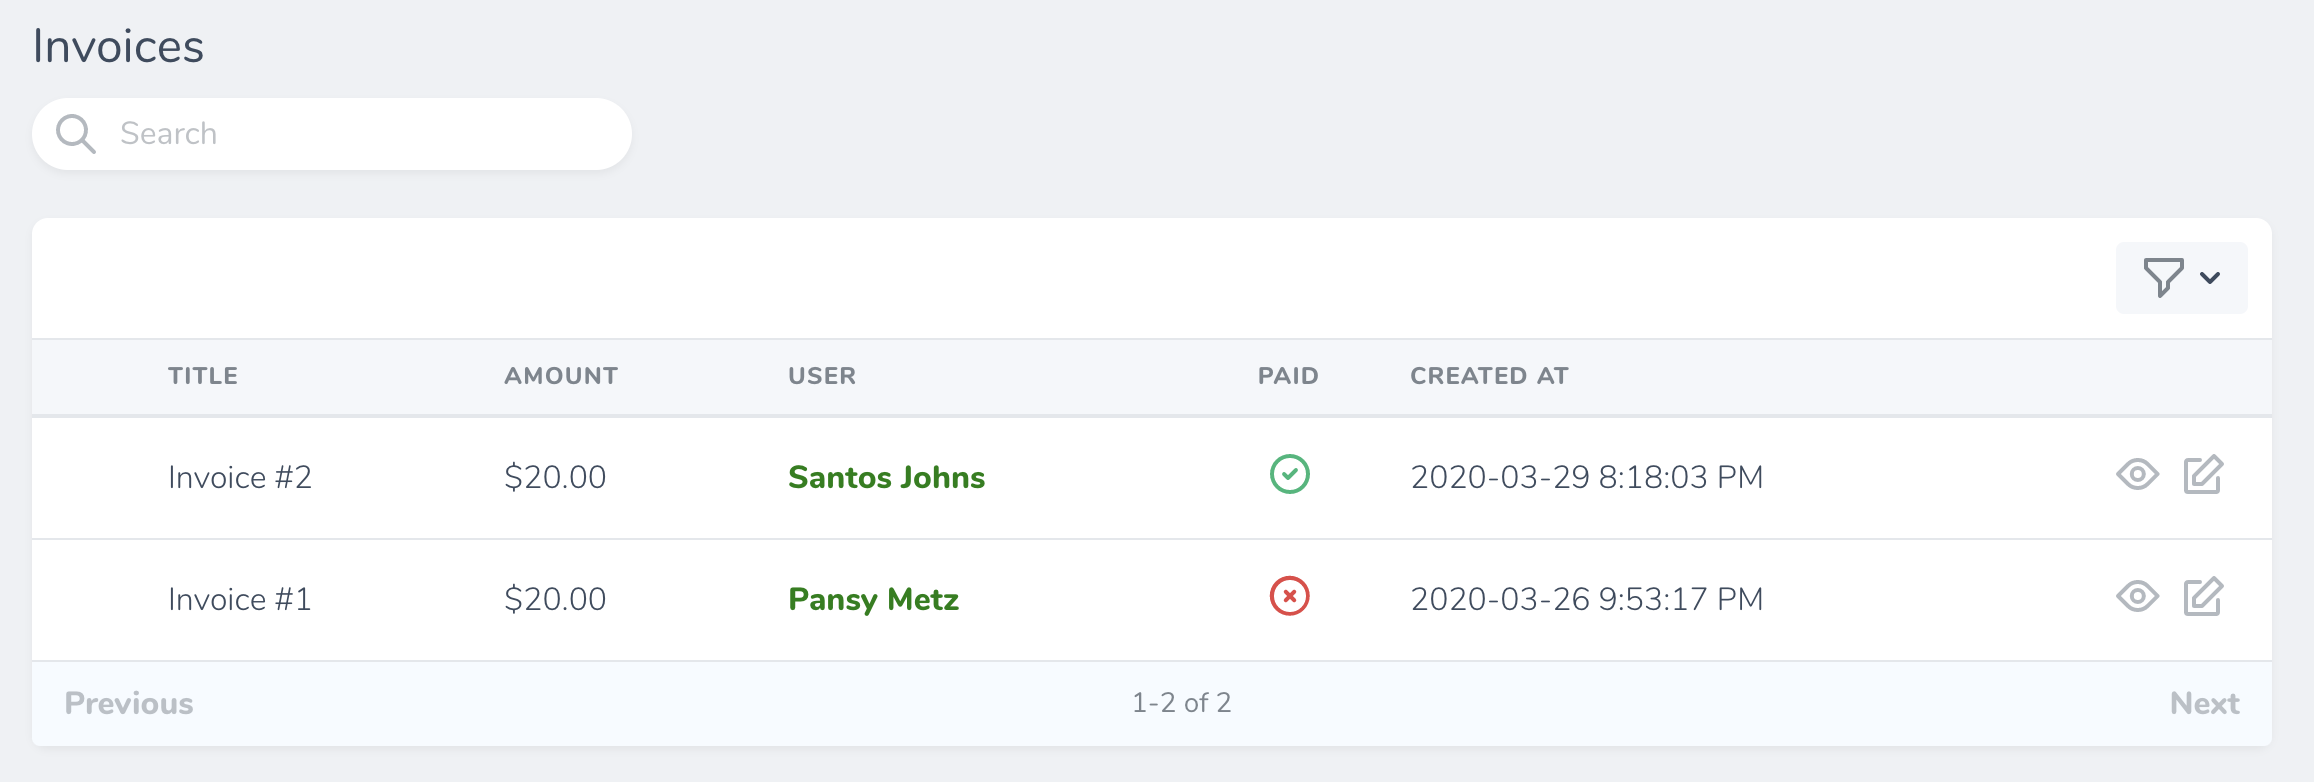 Invoices
Search
TITLE AMOUNT USER PAID CREATED AT
Invoice #2 $20.00 Santos Johns 2020-03-29 8:18:03 PM
Invoice #1 $20.00 Pansy Metz 2020-03-26 9:53:17 PM
Previous 1-2 of 2 Next